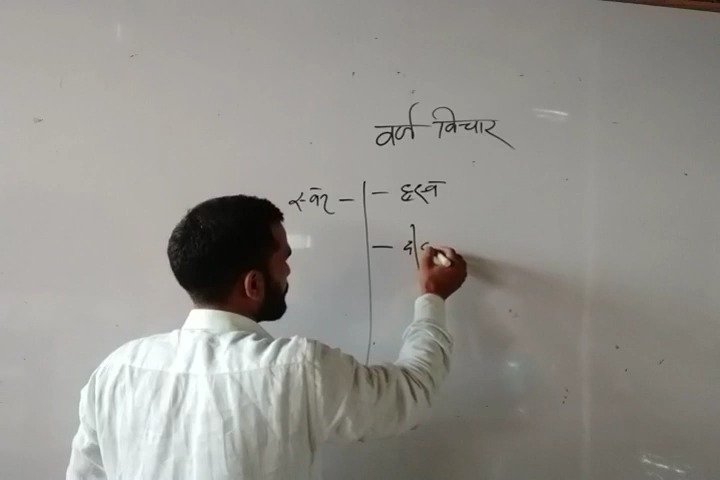 वर्ण विचार
स्वर - - ह्रस्व
- दी